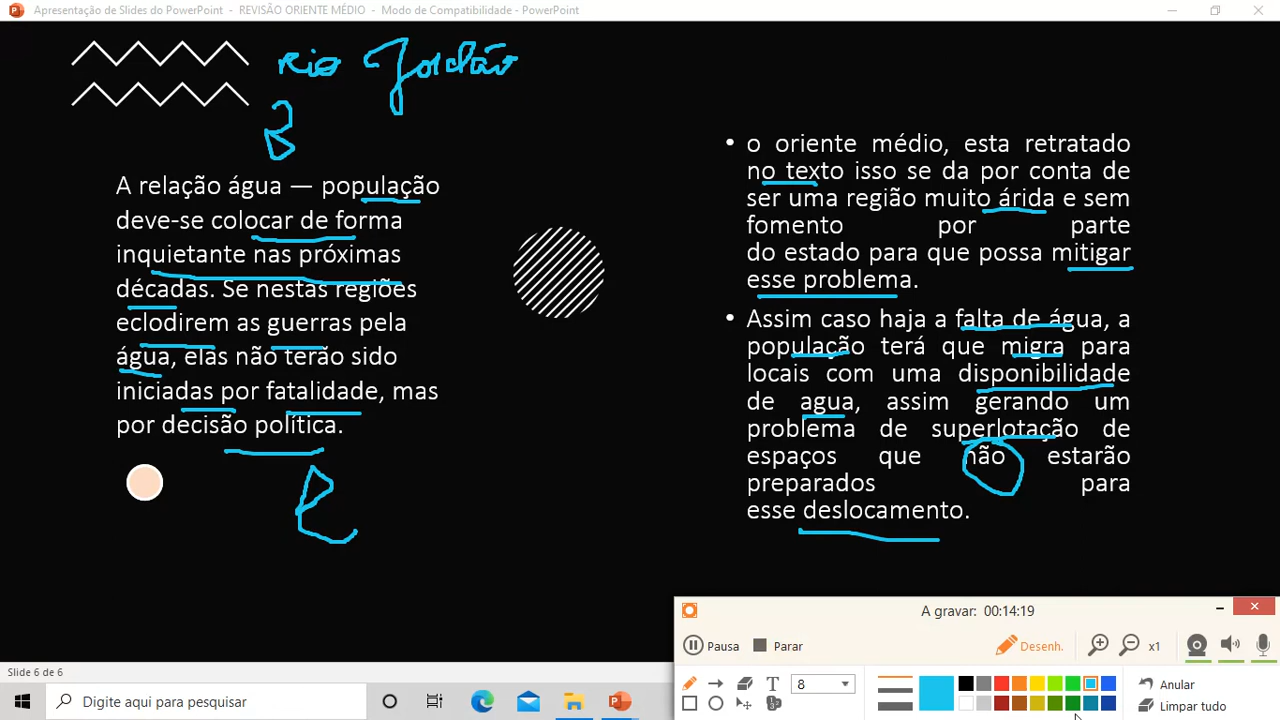 Apresentação de Slides do PowerPoint - REVISÃO ORIENTE MÉDIO - Modo de Compatibilidade - PowerPoint
Rio Jordão
A relação água — população
deve-se colocar de forma
inquietante nas próximas
décadas. Se nestas regiões
eclodirem as guerras pela
água, elas não terão sido
iniciadas por fatalidade, mas
por decisão política.
• o oriente médio, esta retratado
no texto isso se da por conta de
ser uma região muito árida e sem
fomento por parte
do estado para que possa mitigar
esse problema.
• Assim caso haja a falta de água, a
população terá que migra para
locais com uma disponibilidade
de agua, assim gerando um
problema de superlotação de
espaços que não estarão
preparados para
esse deslocamento.
A gravar: 00:14:19
Pausa Parar Desenh. x1
T 8 Anular
Limpar tudo
Slide 6 de 6
Digite aqui para pesquisar